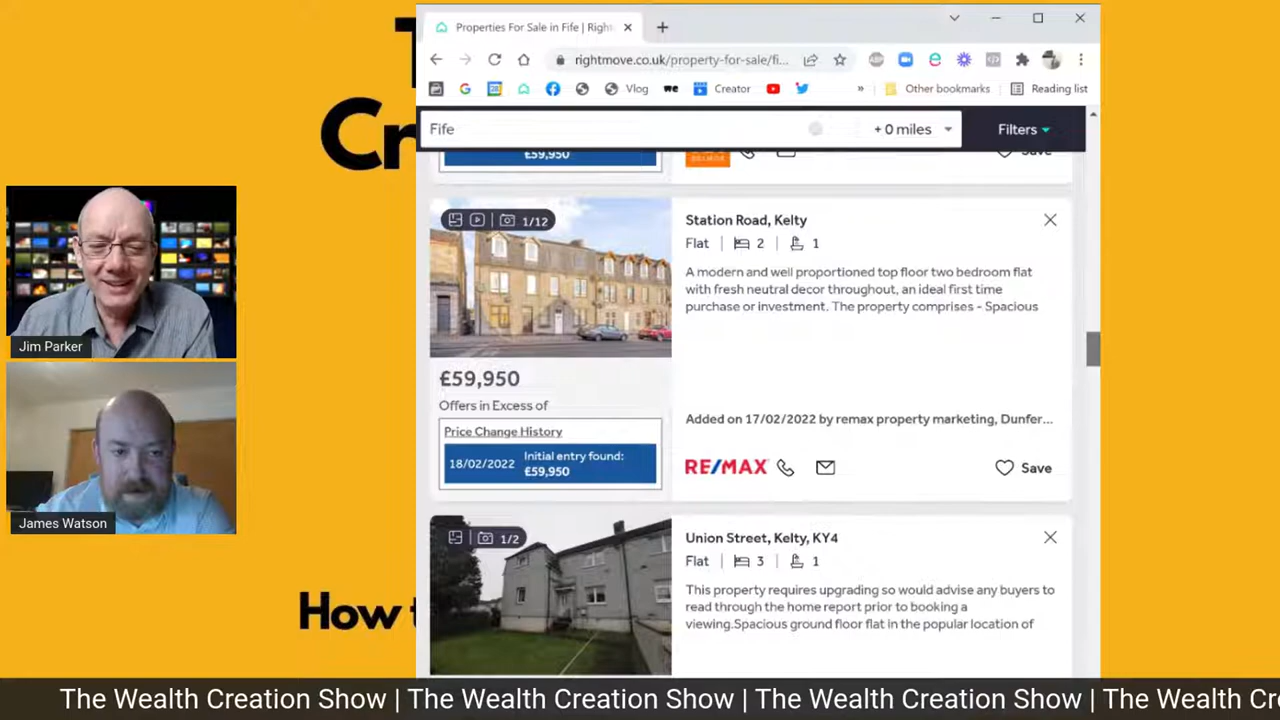 T
Cr
How t
Properties For Sale in Fife | Right
rightmove.co.uk/property-for-sale/fi...
Vlog
we
Creator
»
Other bookmarks
Reading list
Fife
+ 0 miles
Filters
£59,950
Save
1/12
Station Road, Kelty
Flat | 2 | 1
A modern and well proportioned top floor two bedroom flat
with fresh neutral decor throughout, an ideal first time
purchase or investment. The property comprises - Spacious
£59,950
Offers in Excess of
Price Change History
18/02/2022 Initial entry found:
£59,950
Added on 17/02/2022 by remax property marketing, Dunfer...
RE/MAX
Save
1/2
Union Street, Kelty, KY4
Flat | 3 | 1
This property requires upgrading so would advise any buyers to
read through the home report prior to booking a
viewing.Spacious ground floor flat in the popular location of
Jim Parker
James Watson
The Wealth Creation Show | The Wealth Creation Show | The Wealth Creation Show | The Wealth Cre